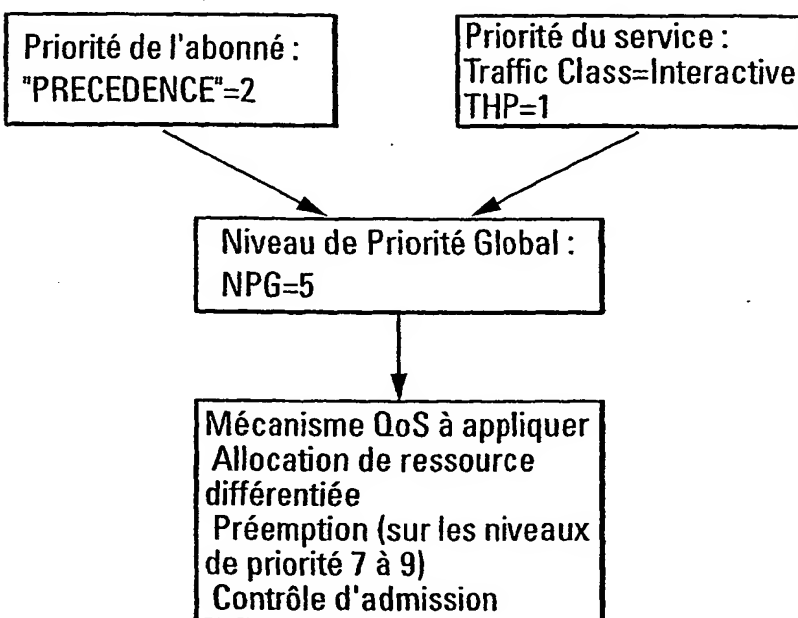 Priorité de l'abonné :
"PRECEDENCE"=2
Priorité du service :
Traffic Class=Interactive
THP=1
Niveau de Priorité Global :
NPG=5
Mécanisme QoS à appliquer
Allocation de ressource
différentiée
Préemption (sur les niveaux
de priorité 7 à 9)
Contrôle d'admission